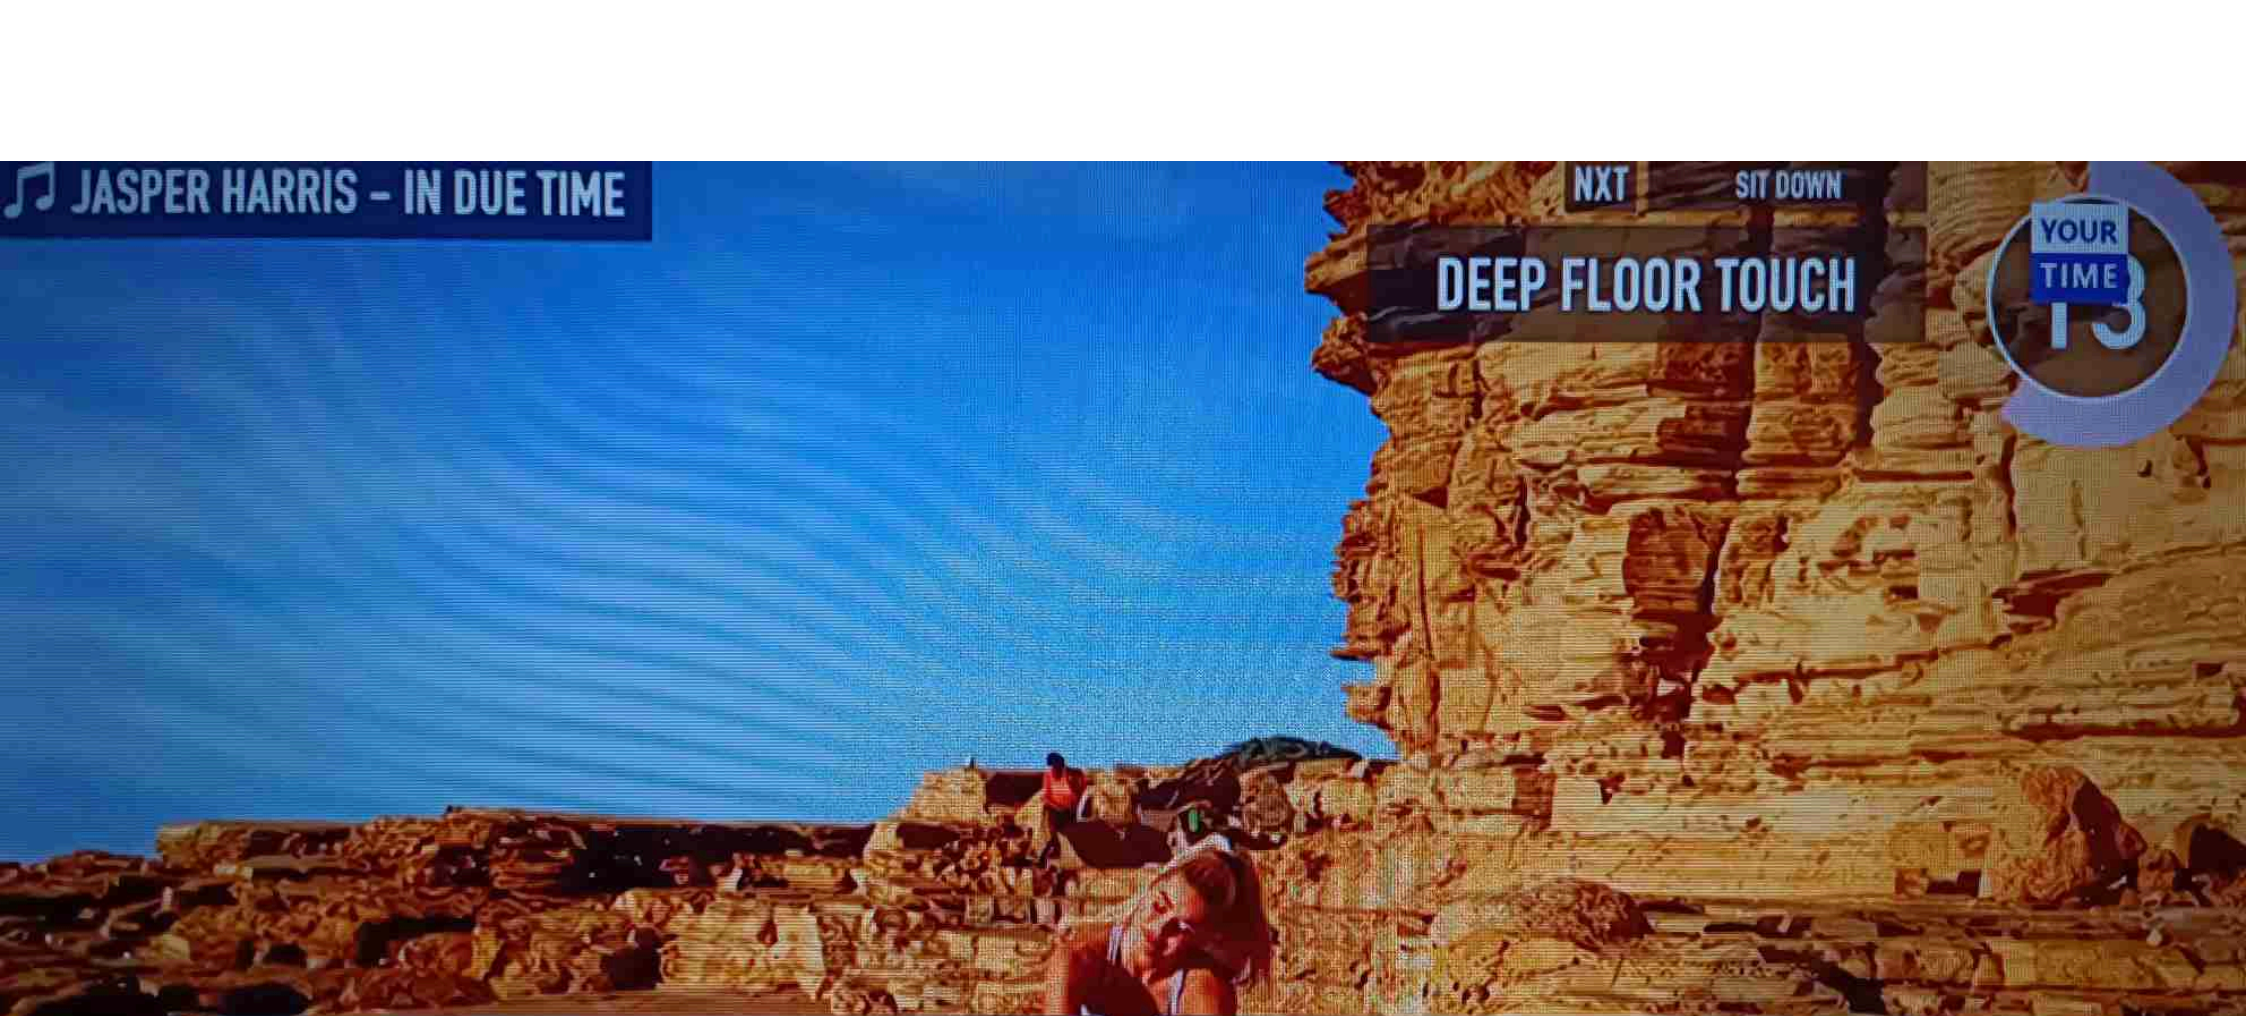 JASPER HARRIS – IN DUE TIME
NXT SIT DOWN
DEEP FLOOR TOUCH
YOUR
TIME